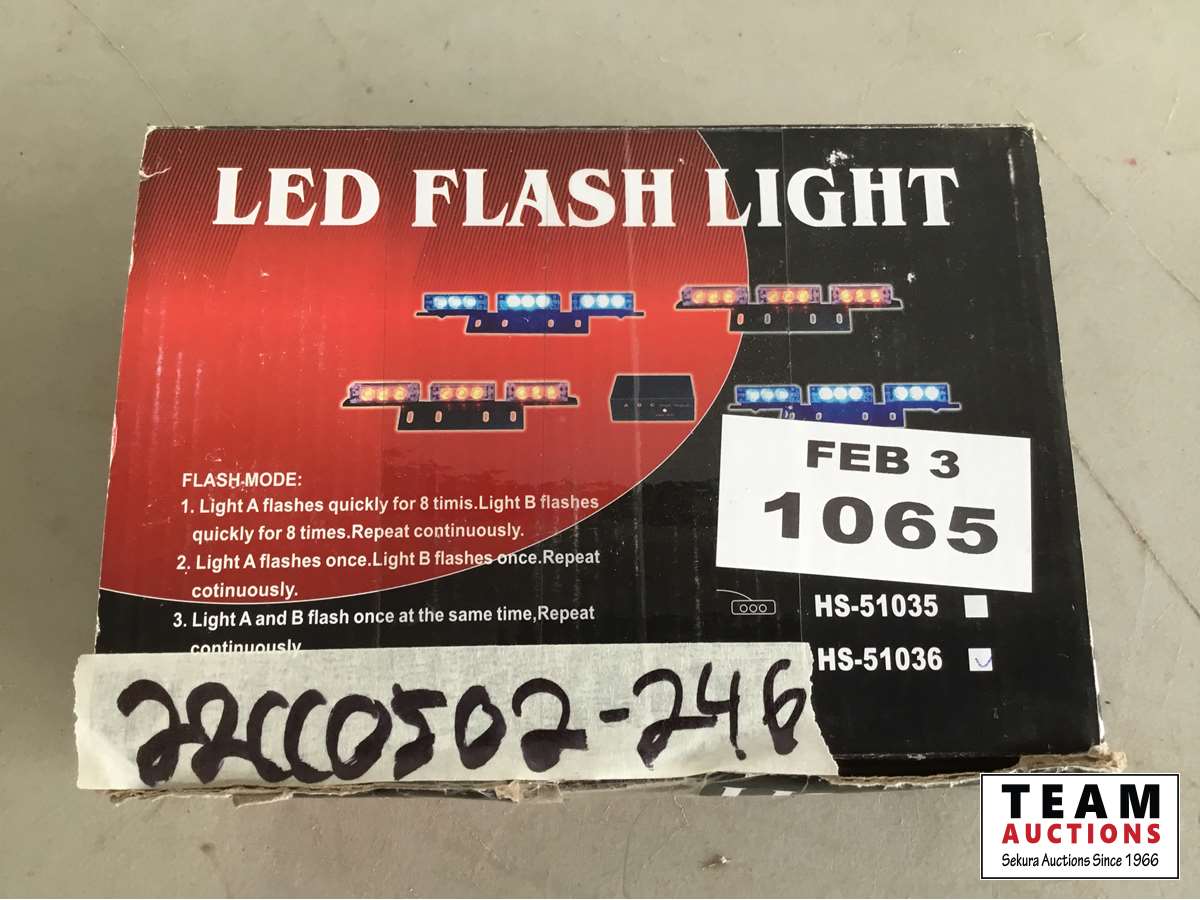 LED FLASH LIGHT
FLASH MODE:
1. Light A flashes quickly for 8 timis.Light B flashes
quickly for 8 times.Repeat continuously.
2. Light A flashes once.Light B flashes once.Repeat
cotinuously.
3. Light A and B flash once at the same time,Repeat
continuously
FEB 3
1065
HS-51035
HS-51036
22CC0502-246
TEAM
AUCTIONS
Sekura Auctions Since 1966